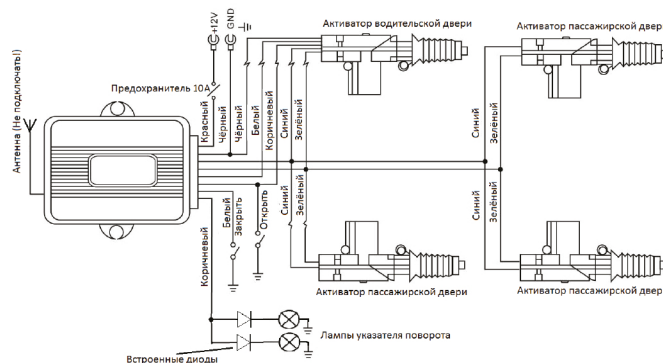 Активатор водительской двери
Активатор пассажирской двер
+12V
GND
Предохранитель 10А
Антенна (Не подключать!)
Красный
Чёрный
Чёрный
Белый
Коричневый
Синий
Зелёный
Синий
Зелёный
Белый
Закрыть
Открыть
Синий
Зелёный
Синий
Зелёный
Коричневый
Активатор пассажирской двери
Активатор пассажирской двер
Лампы указателя поворота
Встроенные диоды